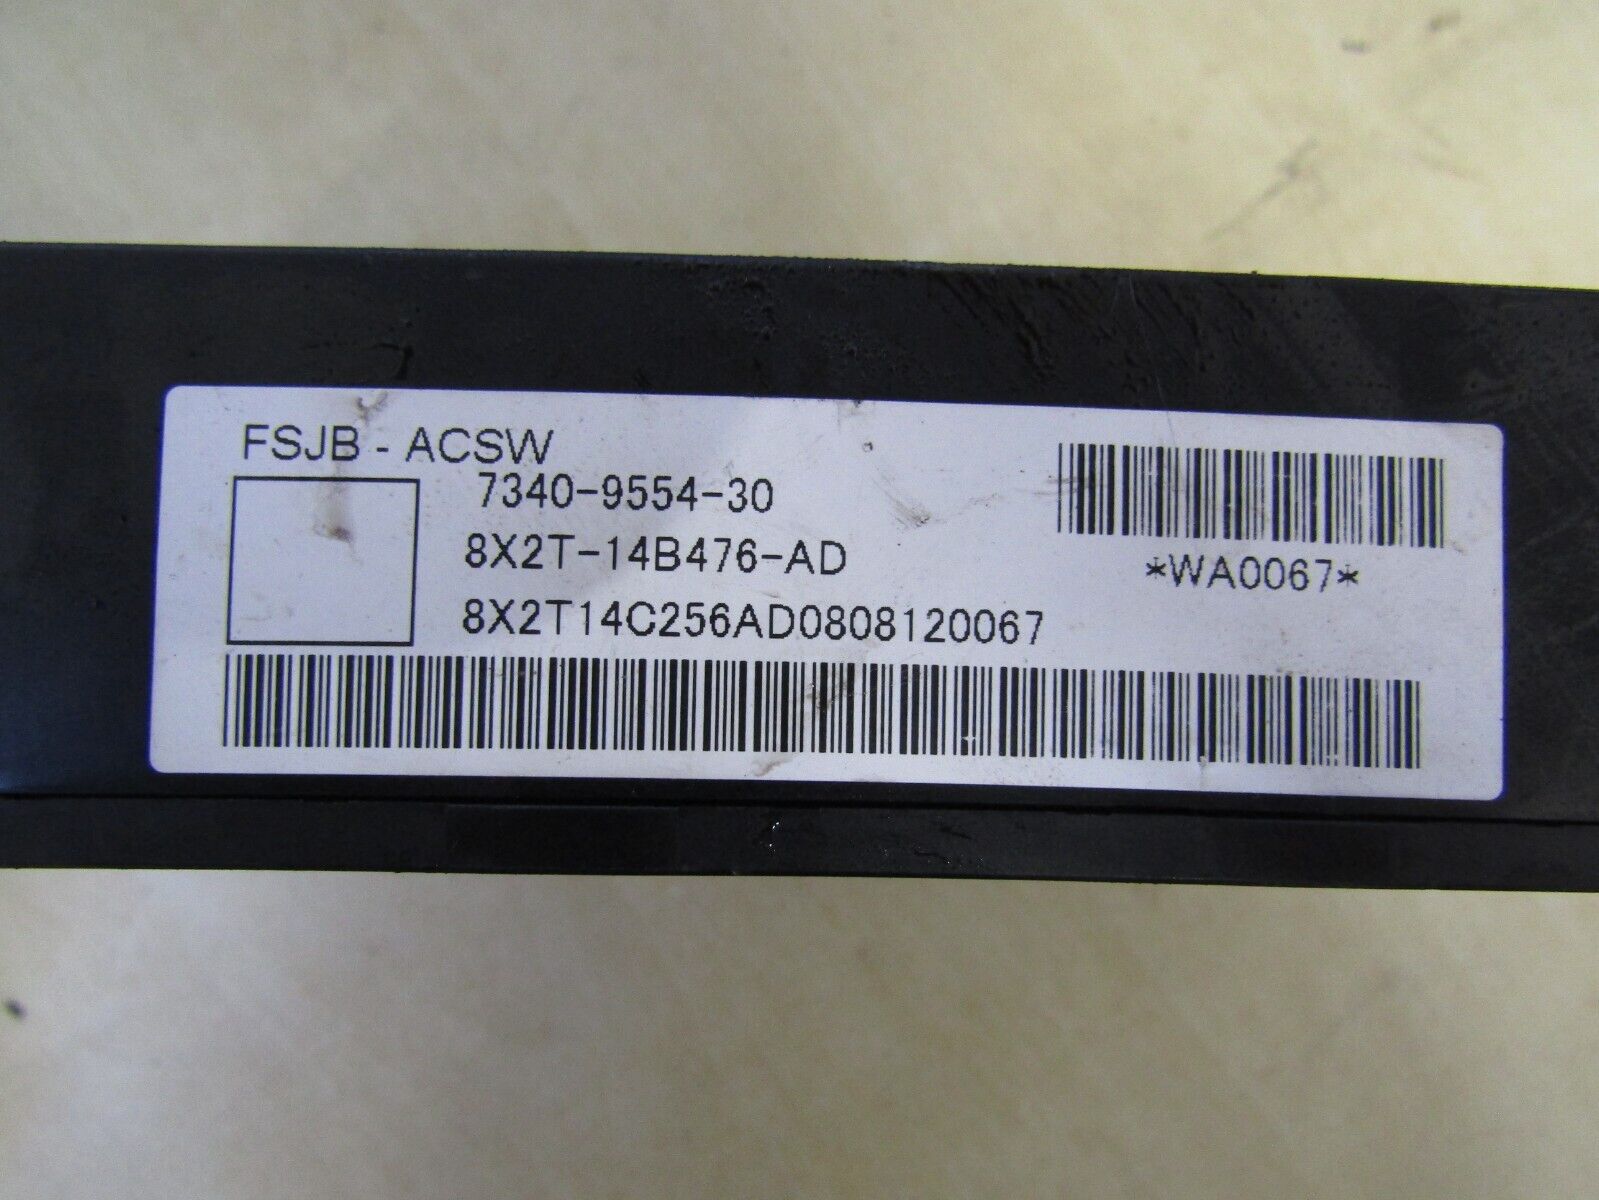 FSJB - ACSW
7340-9554-30
8X2T-14B476-AD
*WA0067*
8X2T14C256AD0808120067